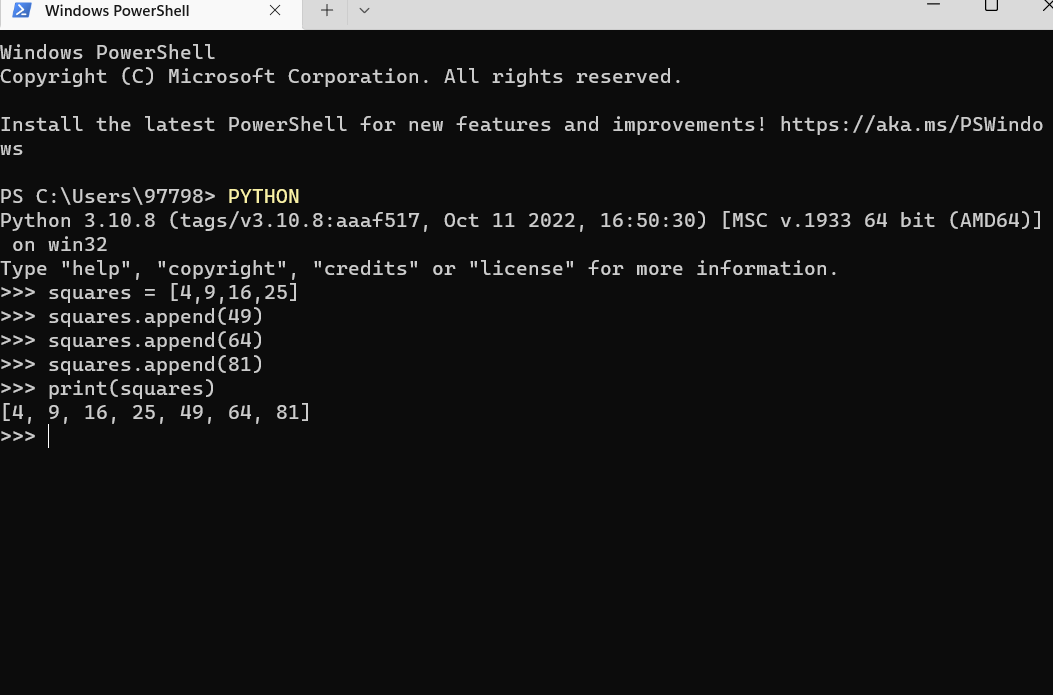 Windows PowerShell
Windows PowerShell
Copyright (C) Microsoft Corporation. All rights reserved.
Install the latest PowerShell for new features and improvements! https://aka.ms/PSWindo
ws
PS C:\Users\97798> PYTHON
Python 3.10.8 (tags/v3.10.8:aaaf517, Oct 11 2022, 16:50:30) [MSC v.1933 64 bit (AMD64)]
 on win32
Type "help", "copyright", "credits" or "license" for more information.
>>> squares = [4,9,16,25]
>>> squares.append(49)
>>> squares.append(64)
>>> squares.append(81)
>>> print(squares)
[4, 9, 16, 25, 49, 64, 81]
>>>